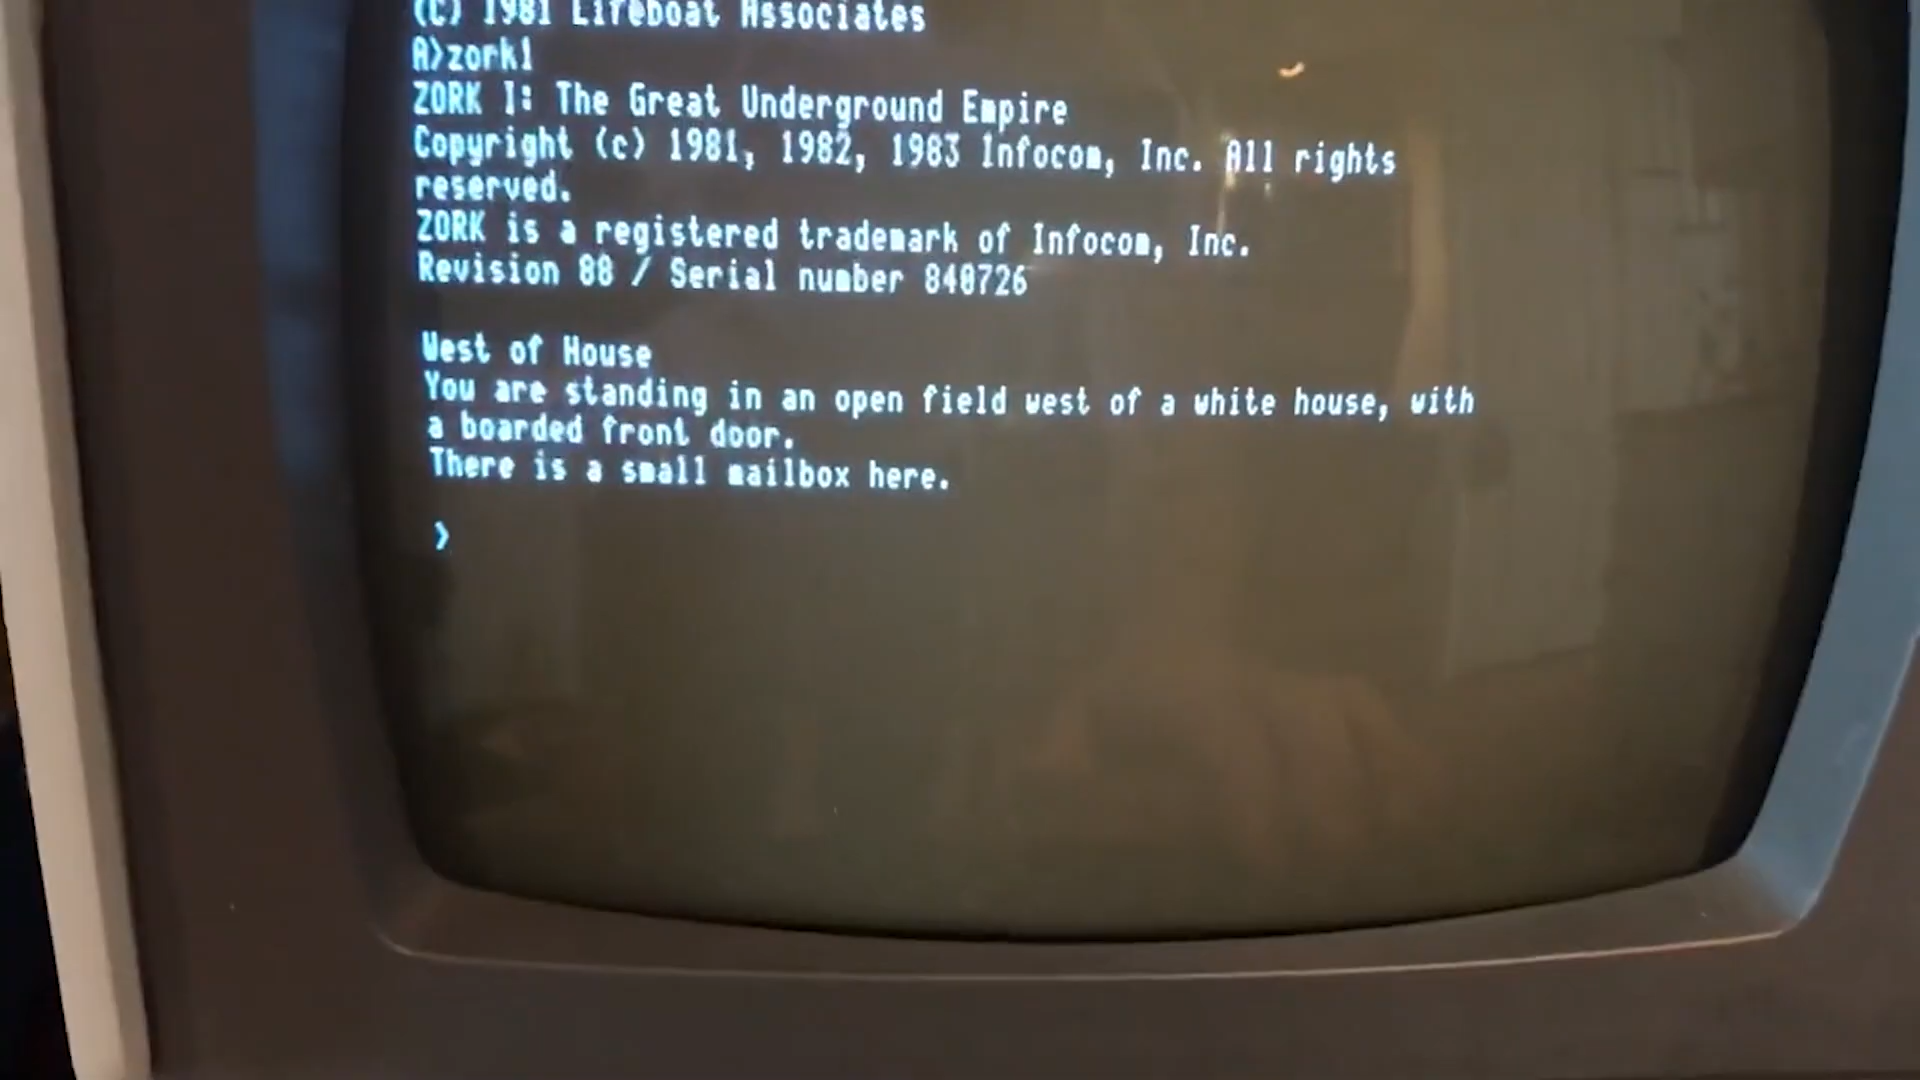 (C) 1981 Lifeboat Associates
A>zork1
ZORK I: The Great Underground Empire
Copyright (c) 1981, 1982, 1983 Infocom, Inc. All rights
reserved.
ZORK is a registered trademark of Infocom, Inc.
Revision 88 / Serial number 840726
West of House
You are standing in an open field west of a white house, with
a boarded front door.
There is a small mailbox here.
>